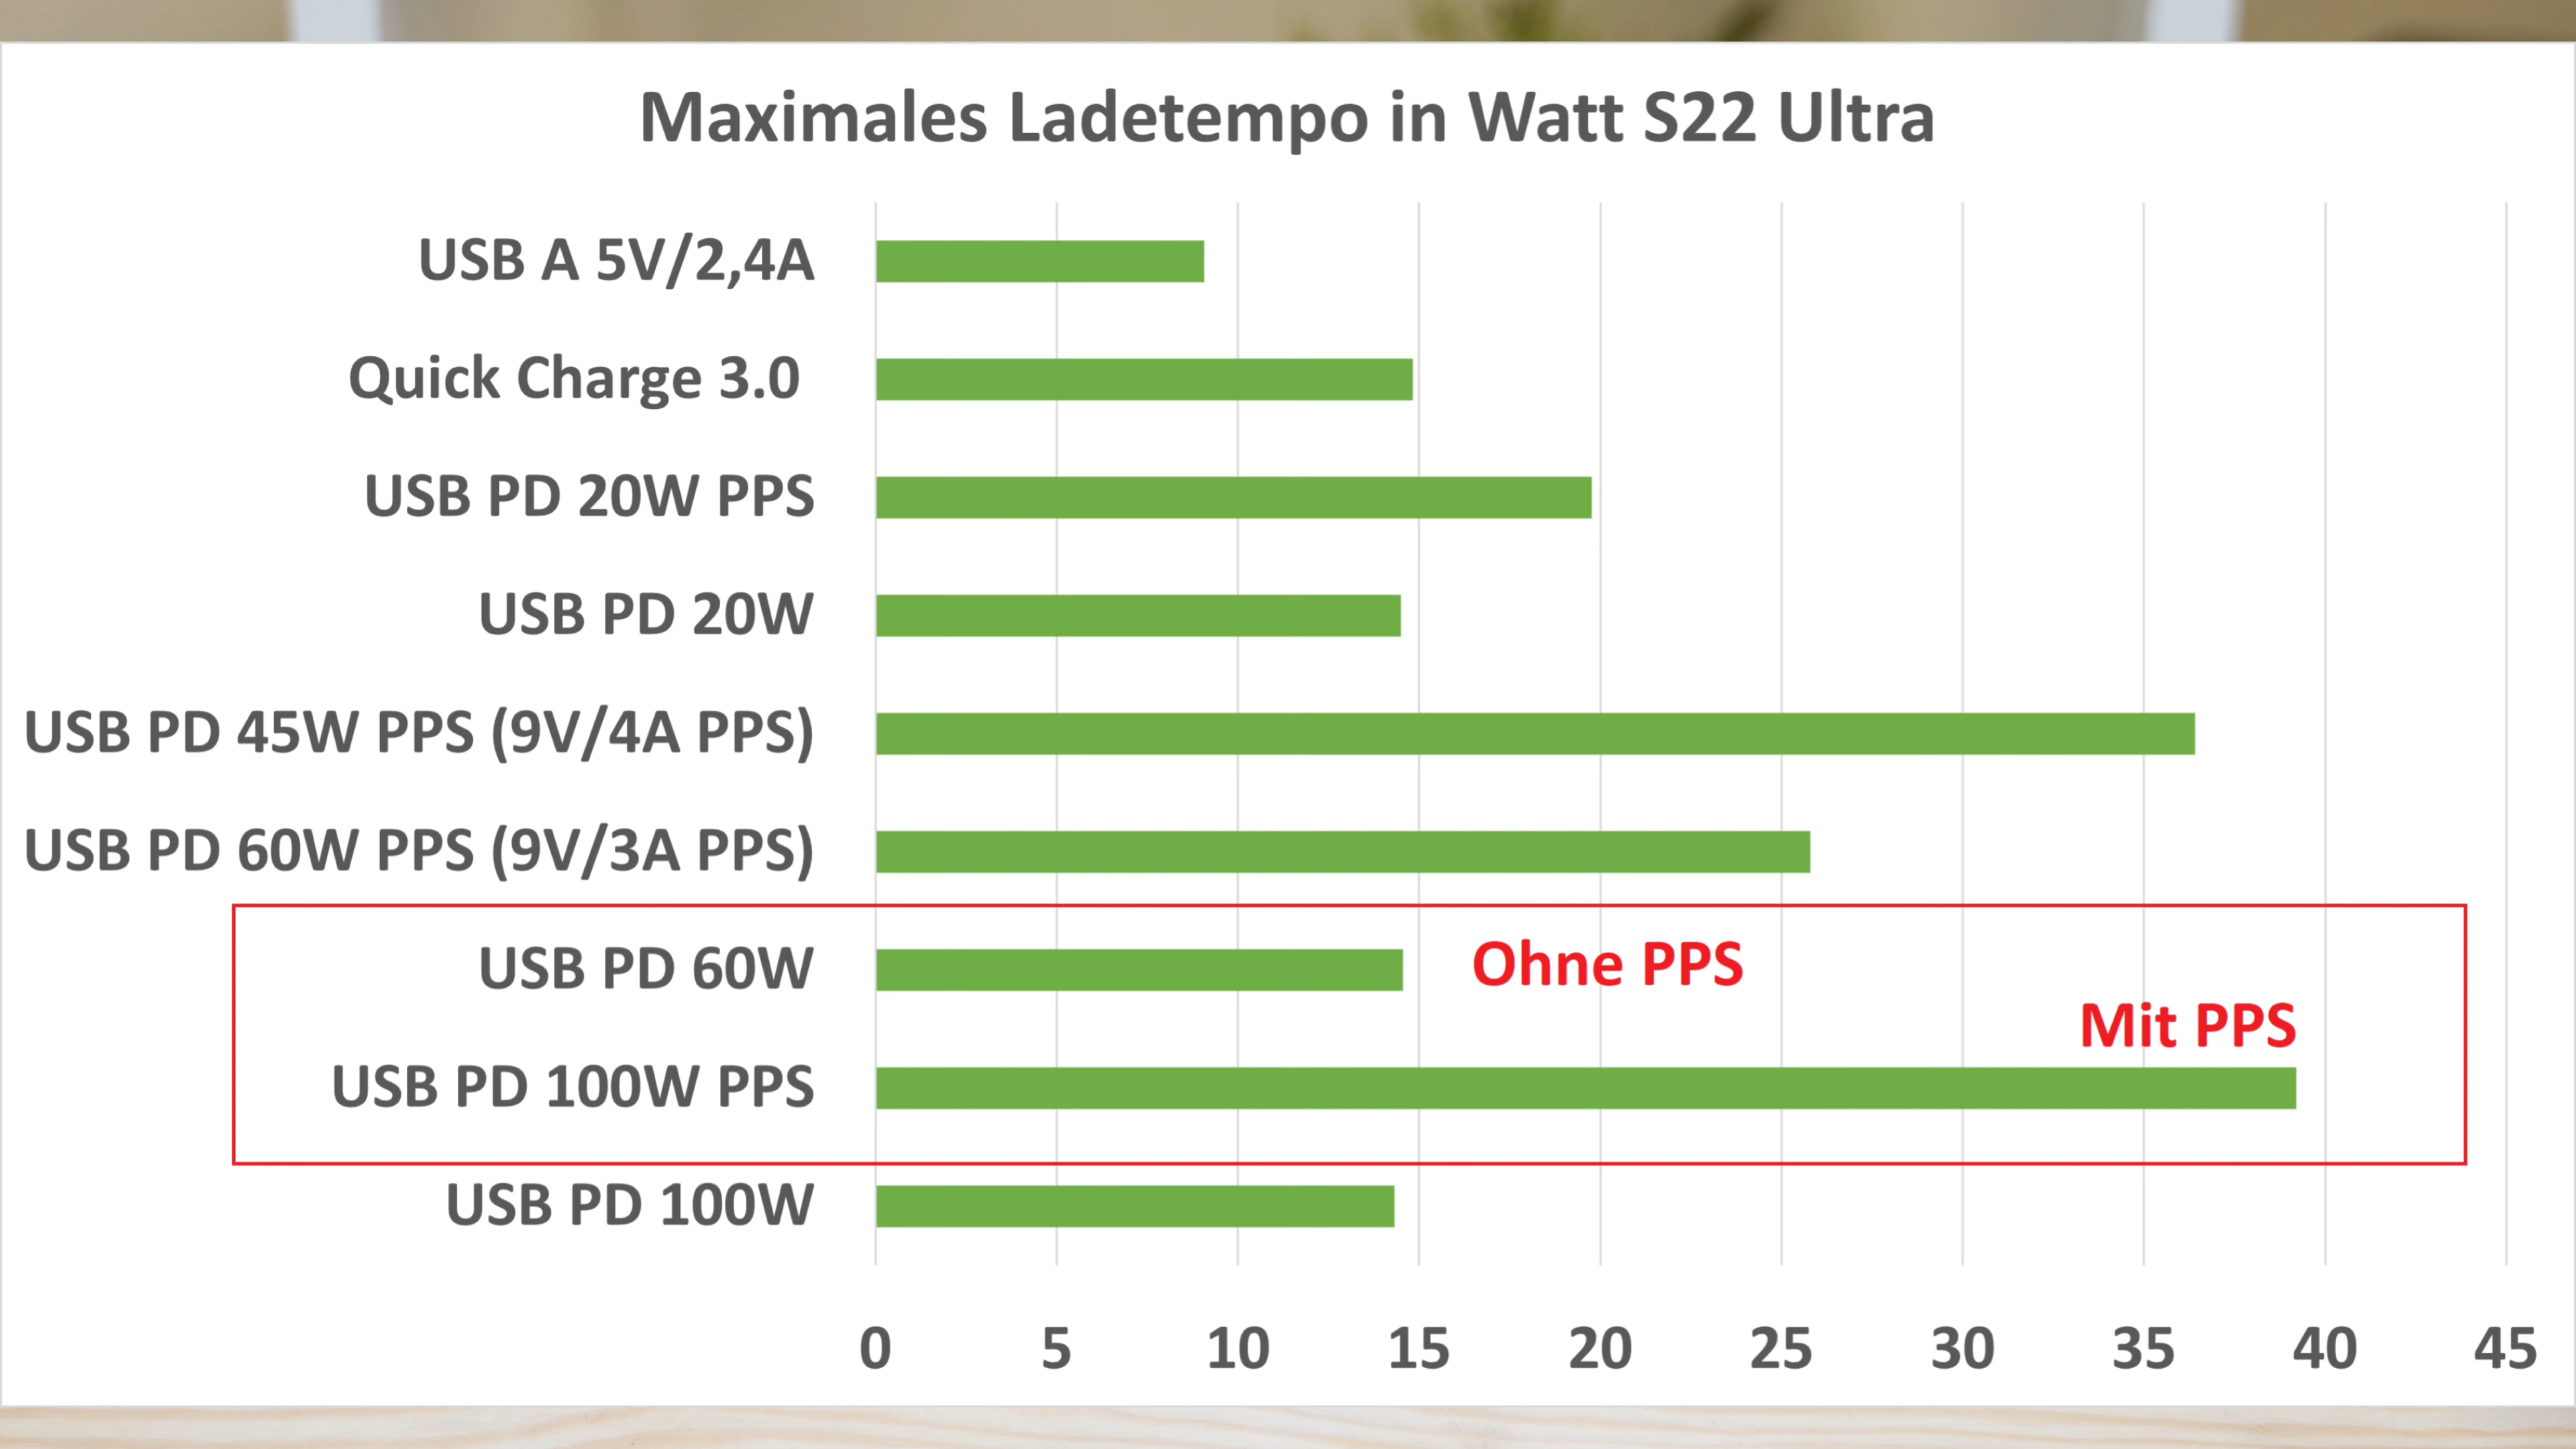 Maximales Ladetempo in Watt S22 Ultra
USB A 5V/2,4A
Quick Charge 3.0
USB PD 20W PPS
USB PD 20W
USB PD 45W PPS (9V/4A PPS)
USB PD 60W PPS (9V/3A PPS)
USB PD 60W
Ohne PPS
Mit PPS
USB PD 100W PPS
USB PD 100W
0 5 10 15 20 25 30 35 40 45